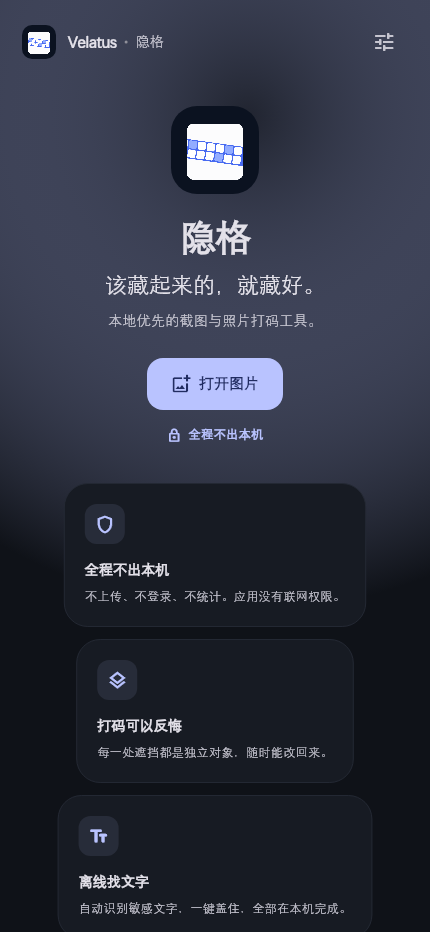 Velatus · 隐格
隐格
该藏起来的，就藏好。
本地优先的截图与照片打码工具。
打开图片
全程不出本机
全程不出本机
不上传、不登录、不统计。应用没有联网权限。
打码可以反悔
每一处遮挡都是独立对象，随时能改回来。
离线找文字
自动识别敏感文字，一键盖住，全部在本机完成。